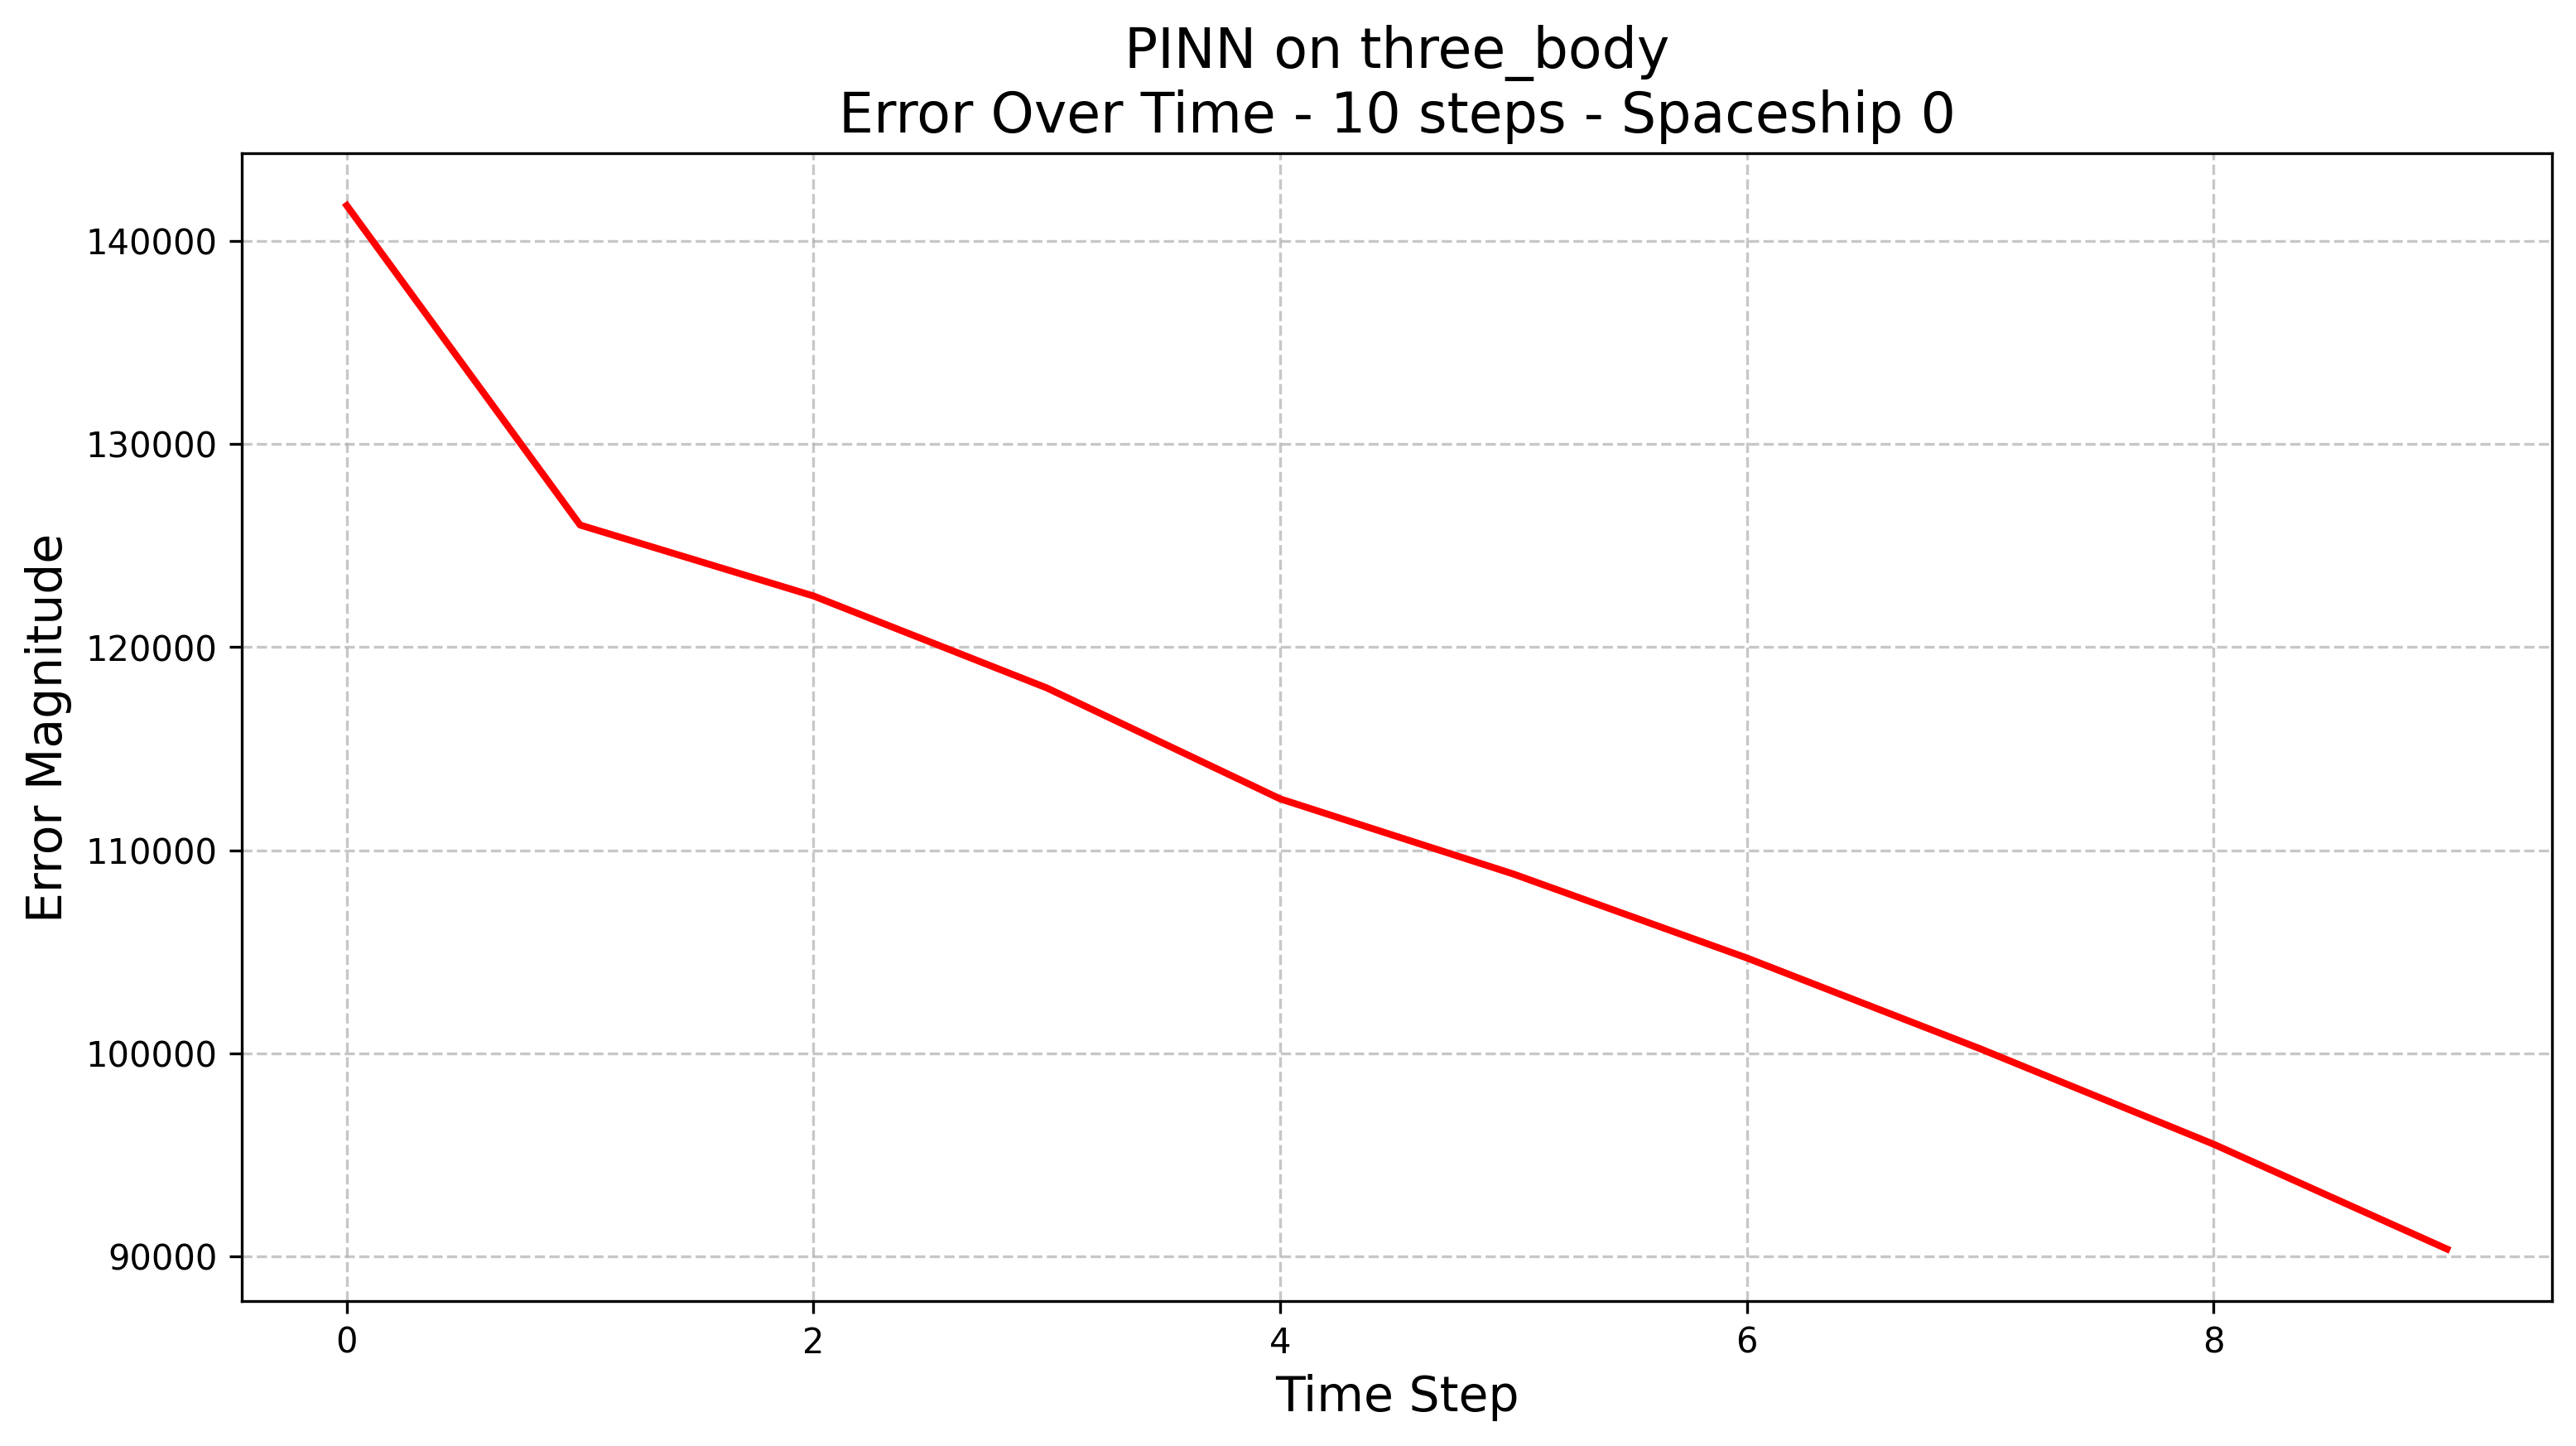 PINN on three_body
Error Over Time - 10 steps - Spaceship 0
Error Magnitude
140000
130000
120000
110000
100000
90000
0 2 4 6 8
Time Step